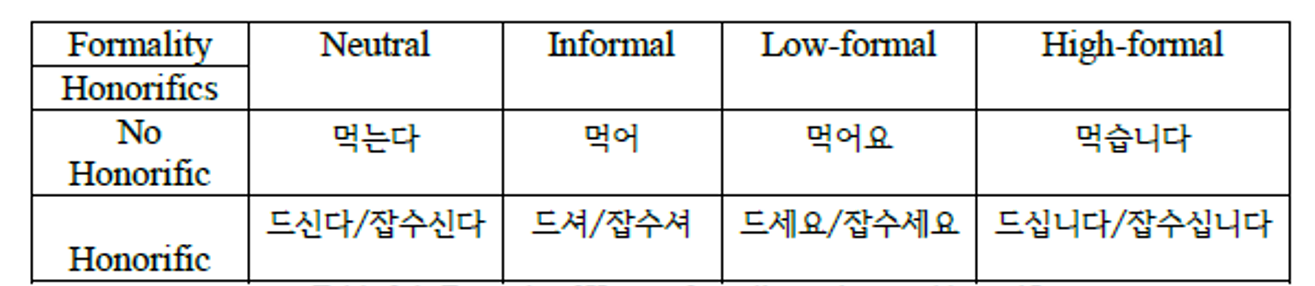 Formality Neutral Informal Low-formal High-formal
Honorifics
No Honorific 먹는다 먹어 먹어요 먹습니다
Honorific 드신다/잡수신다 드셔/잡수셔 드세요/잡수세요 드십니다/잡수십니다